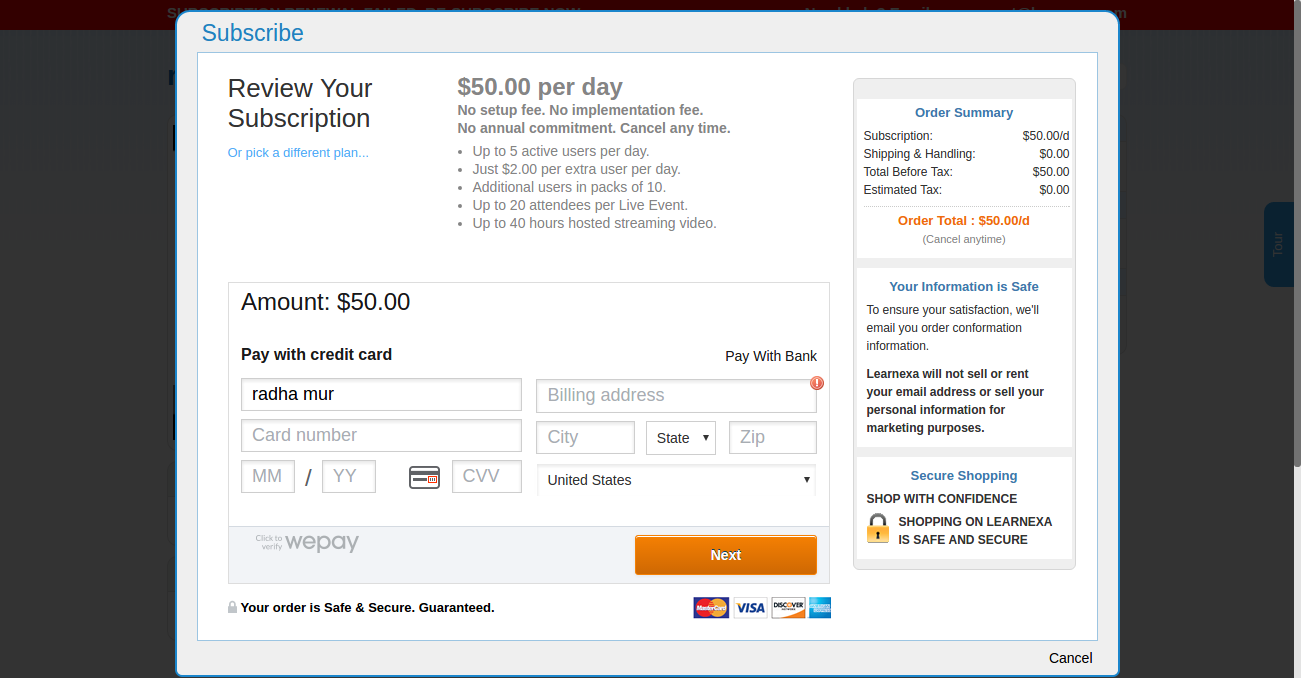 Subscribe
Review Your
Subscription
Or pick a different plan...
$50.00 per day
No setup fee. No implementation fee.
No annual commitment. Cancel any time.
Up to 5 active users per day.
Just $2.00 per extra user per day.
Additional users in packs of 10.
Up to 20 attendees per Live Event.
Up to 40 hours hosted streaming video.
Amount: $50.00
Pay with credit card
Pay With Bank
radha mur
Billing address
Card number
City
State
Zip
MM / YY
CVV
United States
Click to
verify
wepay
Next
Your order is Safe & Secure. Guaranteed.
MasterCard
VISA
DISCOVER
Order Summary
Subscription: $50.00/d
Shipping & Handling: $0.00
Total Before Tax: $50.00
Estimated Tax: $0.00
Order Total : $50.00/d
(Cancel anytime)
Your Information is Safe
To ensure your satisfaction, we'll
email you order conformation
information.
Learnexa will not sell or rent
your email address or sell your
personal information for
marketing purposes.
Secure Shopping
SHOP WITH CONFIDENCE
SHOPPING ON LEARNEXA
IS SAFE AND SECURE
Tour
Cancel